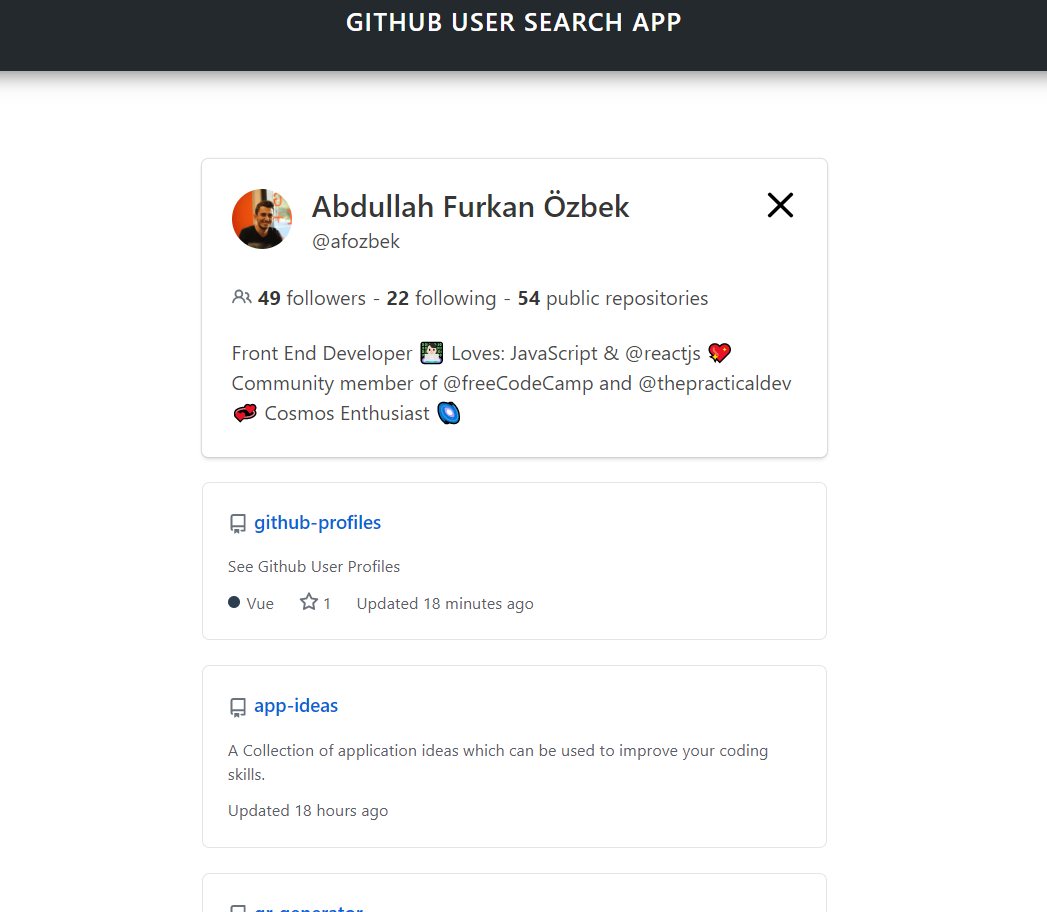 GITHUB USER SEARCH APP
Abdullah Furkan Özbek
@afozbek
49 followers - 22 following - 54 public repositories
Front End Developer 👨🏻‍💻 Loves: JavaScript & @reactjs 💖
Community member of @freeCodeCamp and @thepracticaldev
💞 Cosmos Enthusiast 🌌
github-profiles
See Github User Profiles
Vue 1 Updated 18 minutes ago
app-ideas
A Collection of application ideas which can be used to improve your coding
skills.
Updated 18 hours ago
qr-generator